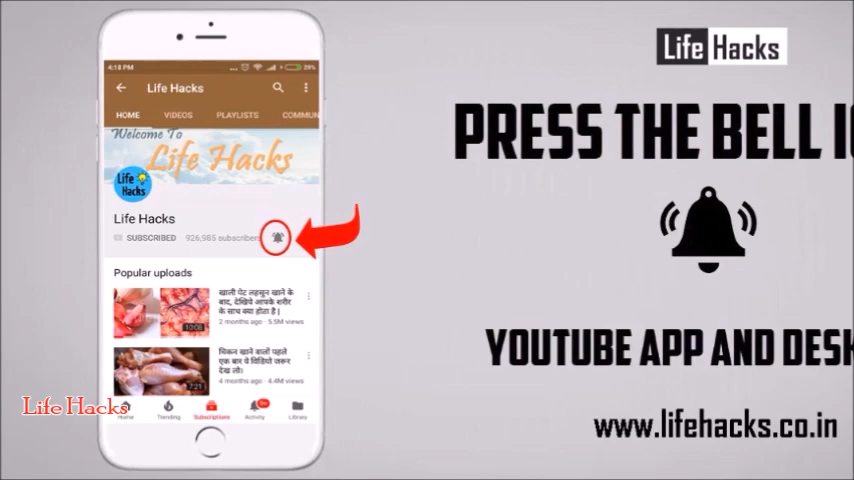 4:18 PM
29%
Life Hacks
HOME VIDEOS PLAYLISTS COMMUN
Welcome To
Life Hacks
Life
Hacks
Life Hacks
SUBSCRIBED 926,985 subscribers
Popular uploads
खाली पेट लहसुन खाने के
बाद, देखिये आपके शरीर
के साथ क्या होता है।
2 months ago · 5.5M views
10:08
चिकन खाने वालों पहले
एक बार ये विडियो जरूर
देख लो।
4 months ago · 4.4M views
7:21
Home Trending Subscriptions Activity Library
Life Hacks
Life Hacks
PRESS THE BELL IC
YOUTUBE APP AND DESK
www.lifehacks.co.in